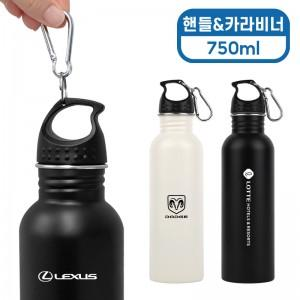 핸들&카라비너
750ml
LEXUS
DODGE
LOTTE HOTELS & RESORTS